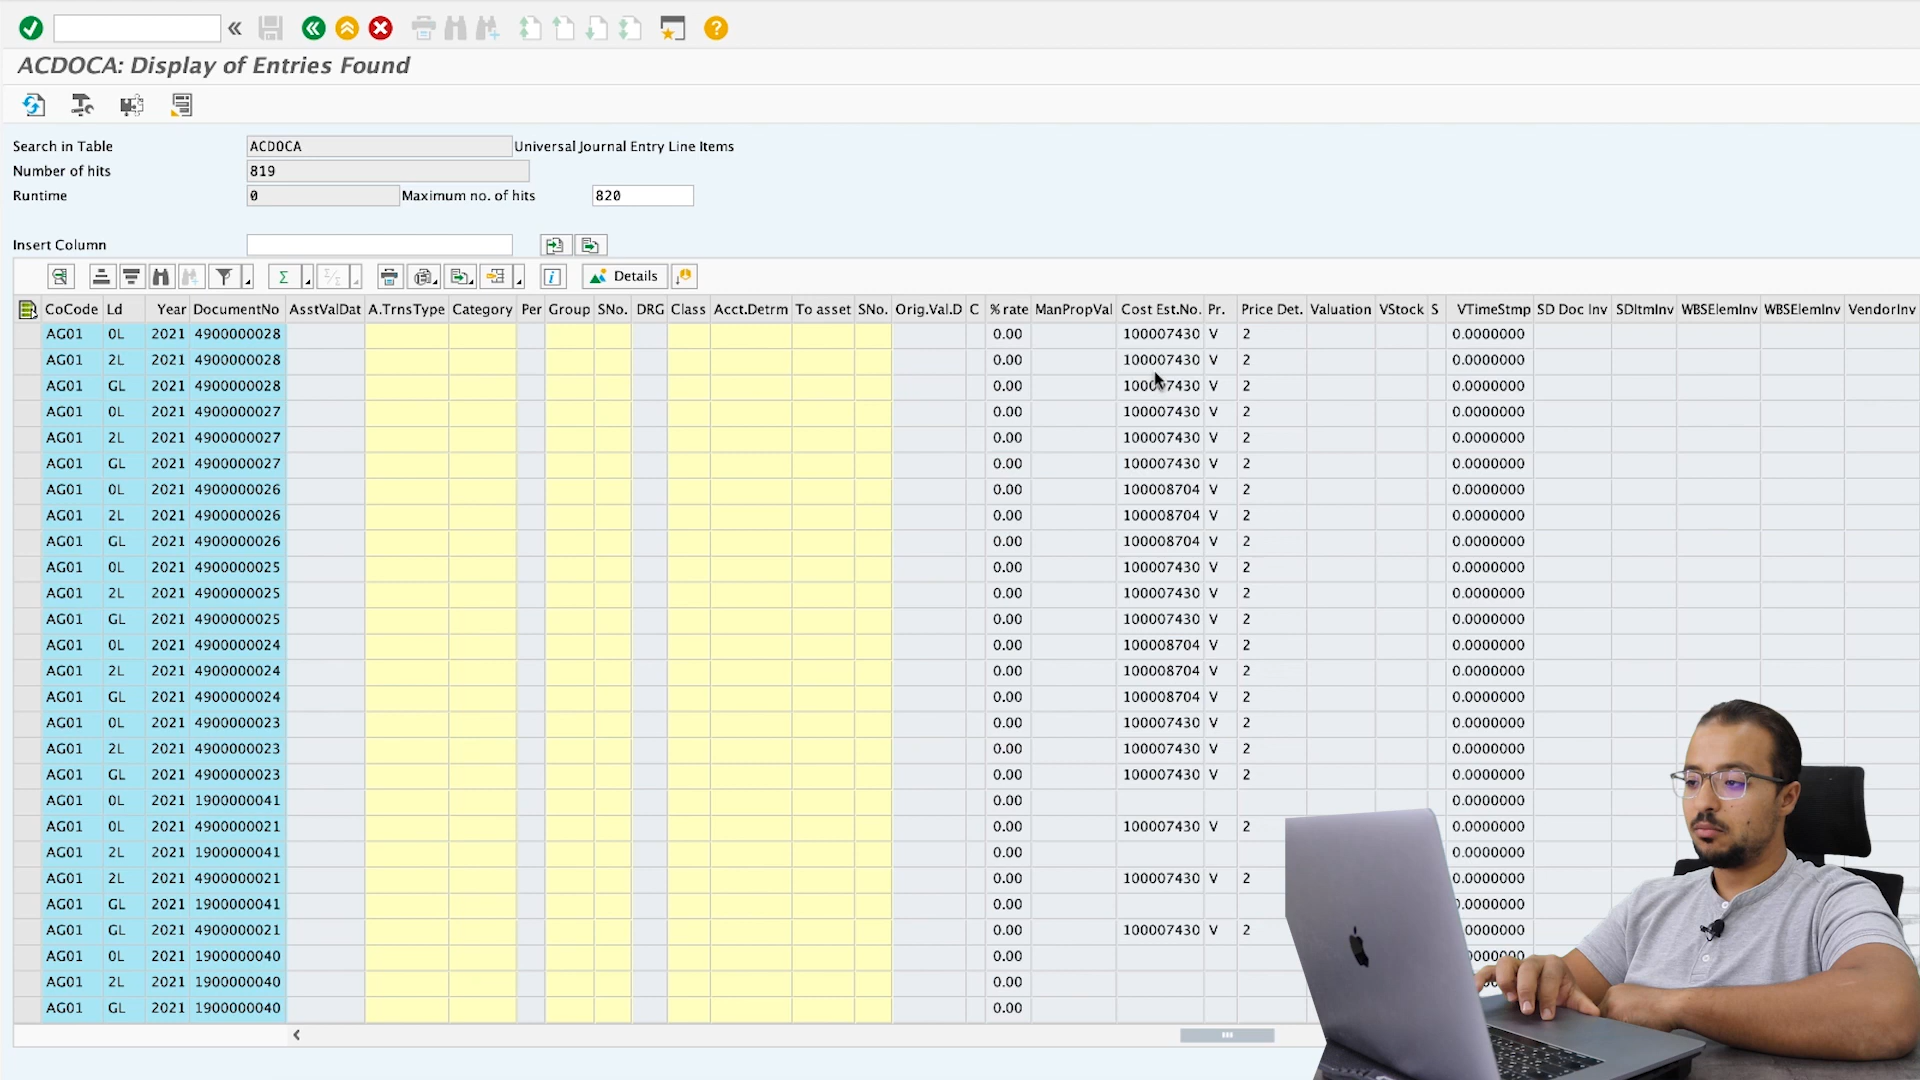 ACDOCA: Display of Entries Found
Search in Table ACDOCA Universal Journal Entry Line Items
Number of hits 819
Runtime 0 Maximum no. of hits 820
Insert Column
Σ Details
CoCode Ld Year DocumentNo AsstValDat A.TrnsType Category Per Group SNo. DRG Class Acct.Detrm To asset SNo. Orig.Val.D C % rate ManPropVal Cost Est.No. Pr. Price Det. Valuation VStock S VTimeStmp SD Doc Inv SDItmInv WBSElemInv WBSElemInv VendorInv
AG01 0L 2021 4900000028 0.00 100007430 V 2 0.0000000
AG01 2L 2021 4900000028 0.00 100007430 V 2 0.0000000
AG01 GL 2021 4900000028 0.00 100007430 V 2 0.0000000
AG01 0L 2021 4900000027 0.00 100007430 V 2 0.0000000
AG01 2L 2021 4900000027 0.00 100007430 V 2 0.0000000
AG01 GL 2021 4900000027 0.00 100007430 V 2 0.0000000
AG01 0L 2021 4900000026 0.00 100008704 V 2 0.0000000
AG01 2L 2021 4900000026 0.00 100008704 V 2 0.0000000
AG01 GL 2021 4900000026 0.00 100008704 V 2 0.0000000
AG01 0L 2021 4900000025 0.00 100007430 V 2 0.0000000
AG01 2L 2021 4900000025 0.00 100007430 V 2 0.0000000
AG01 GL 2021 4900000025 0.00 100007430 V 2 0.0000000
AG01 0L 2021 4900000024 0.00 100008704 V 2 0.0000000
AG01 2L 2021 4900000024 0.00 100008704 V 2 0.0000000
AG01 GL 2021 4900000024 0.00 100008704 V 2 0.0000000
AG01 0L 2021 4900000023 0.00 100007430 V 2 0.0000000
AG01 2L 2021 4900000023 0.00 100007430 V 2 0.0000000
AG01 GL 2021 4900000023 0.00 100007430 V 2 0.0000000
AG01 0L 2021 1900000041 0.00 0.0000000
AG01 0L 2021 4900000021 0.00 100007430 V 2 0.0000000
AG01 2L 2021 1900000041 0.00 0.0000000
AG01 2L 2021 4900000021 0.00 100007430 V 2 0.0000000
AG01 GL 2021 1900000041 0.00
AG01 GL 2021 4900000021 0.00 100007430 V 2
AG01 0L 2021 1900000040 0.00
AG01 2L 2021 1900000040 0.00
AG01 GL 2021 1900000040 0.00